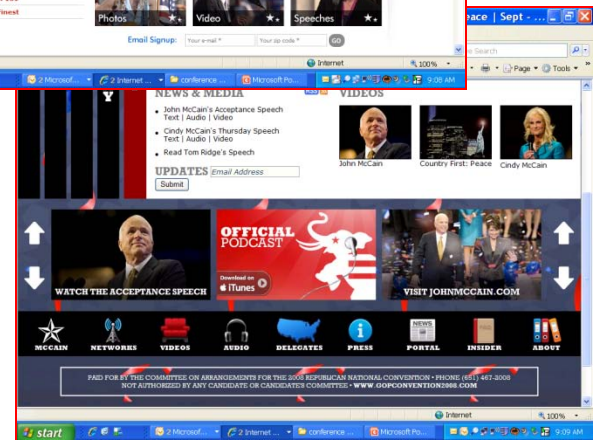 Photos
Video
Speeches
Email Signup: Your e-mail * Your zip code * GO
Internet 100%
2 Microsof... 2 Internet ... conference ... Microsoft Po... 9:08 AM
eace | Sept - ...
Search
Page Tools
Y
NEWS & MEDIA
John McCain's Acceptance Speech
Text | Audio | Video
Cindy McCain's Thursday Speech
Text | Audio | Video
Read Tom Ridge's Speech
UPDATES Email Address
Submit
VIDEOS
John McCain
Country First: Peace
Cindy McCain
WATCH THE ACCEPTANCE SPEECH
OFFICIAL
PODCAST
Download on
iTunes
VISIT JOHNMCCAIN.COM
MCCAIN NETWORKS VIDEOS AUDIO DELEGATES PRESS PORTAL INSIDER ABOUT
NEWS
PAID FOR BY THE COMMITTEE ON ARRANGEMENTS FOR THE 2008 REPUBLICAN NATIONAL CONVENTION • PHONE (651) 467-2008
NOT AUTHORIZED BY ANY CANDIDATE OR CANDIDATE'S COMMITTEE • WWW.GOPCONVENTION2008.COM
Internet 100%
start 2 Microsof... 2 Internet ... conference ... Microsoft Po... 9:09 AM